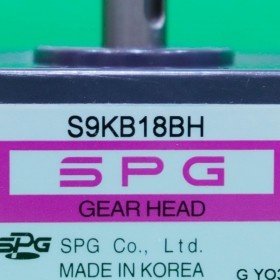 S9KB18BH
SPG
GEAR HEAD
SPG SPG Co., Ltd.
MADE IN KOREA